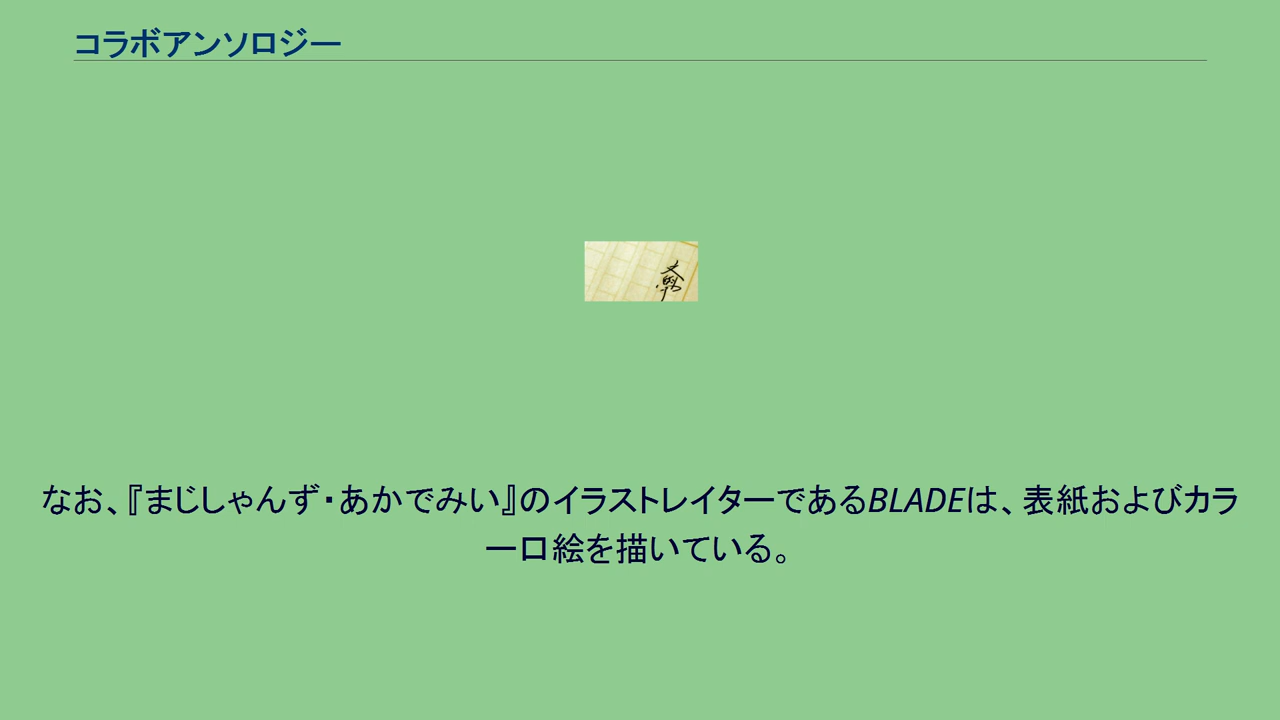 コラボアンソロジー
なお、『まじしゃんず・あかでみい』のイラストレイターであるBLADEは、表紙およびカラ
ー口絵を描いている。